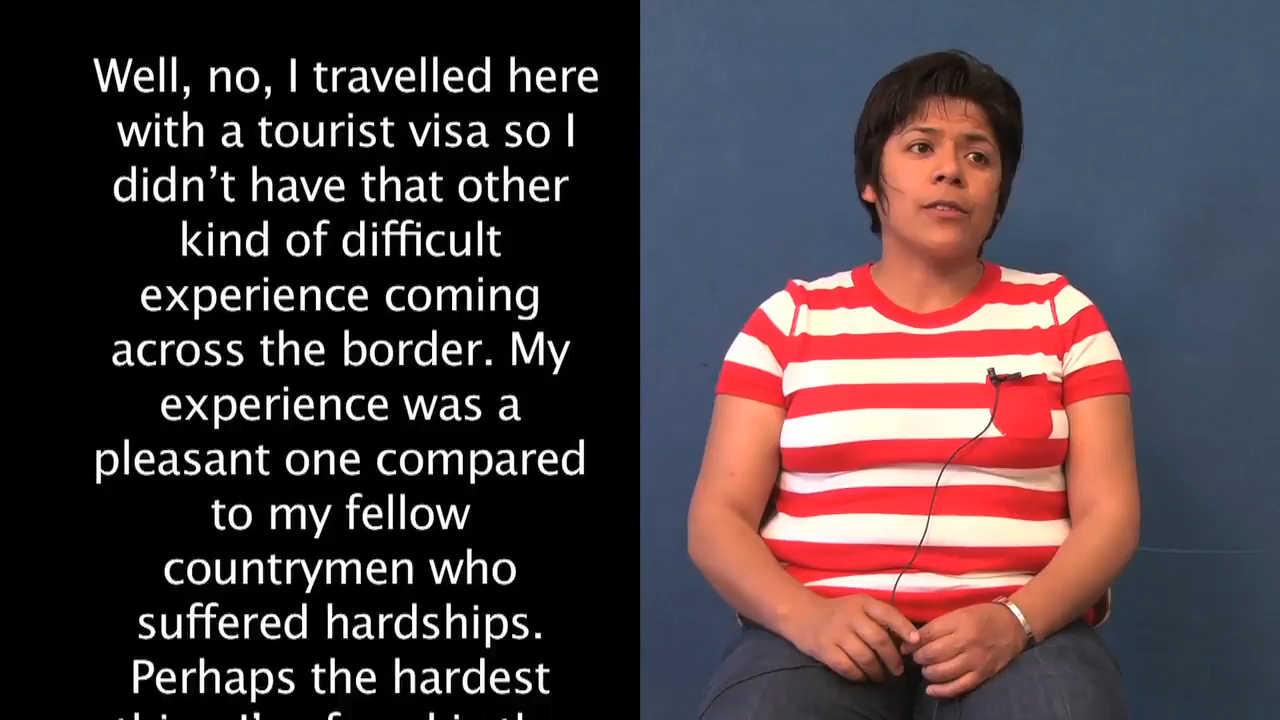 Well, no, I travelled here
with a tourist visa so I
didn’t have that other
kind of difficult
experience coming
across the border. My
experience was a
pleasant one compared
to my fellow
countrymen who
suffered hardships.
Perhaps the hardest